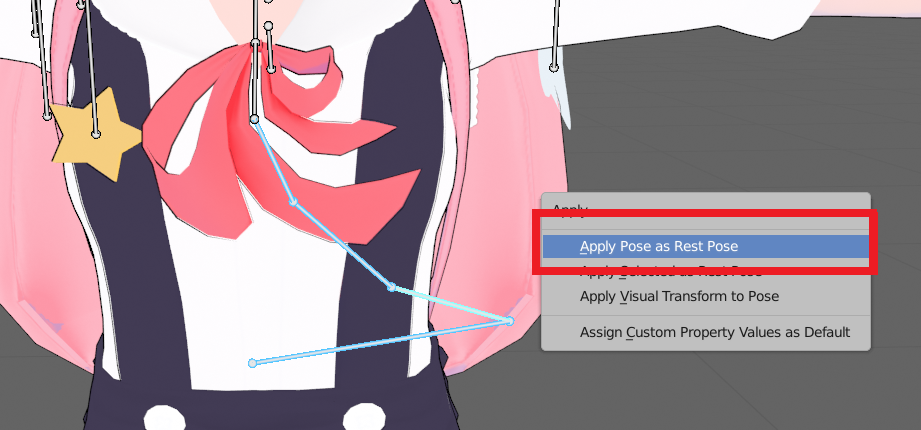 Apply
Apply Pose as Rest Pose
Apply Selected as Rest Pose
Apply Visual Transform to Pose
Assign Custom Property Values as Default